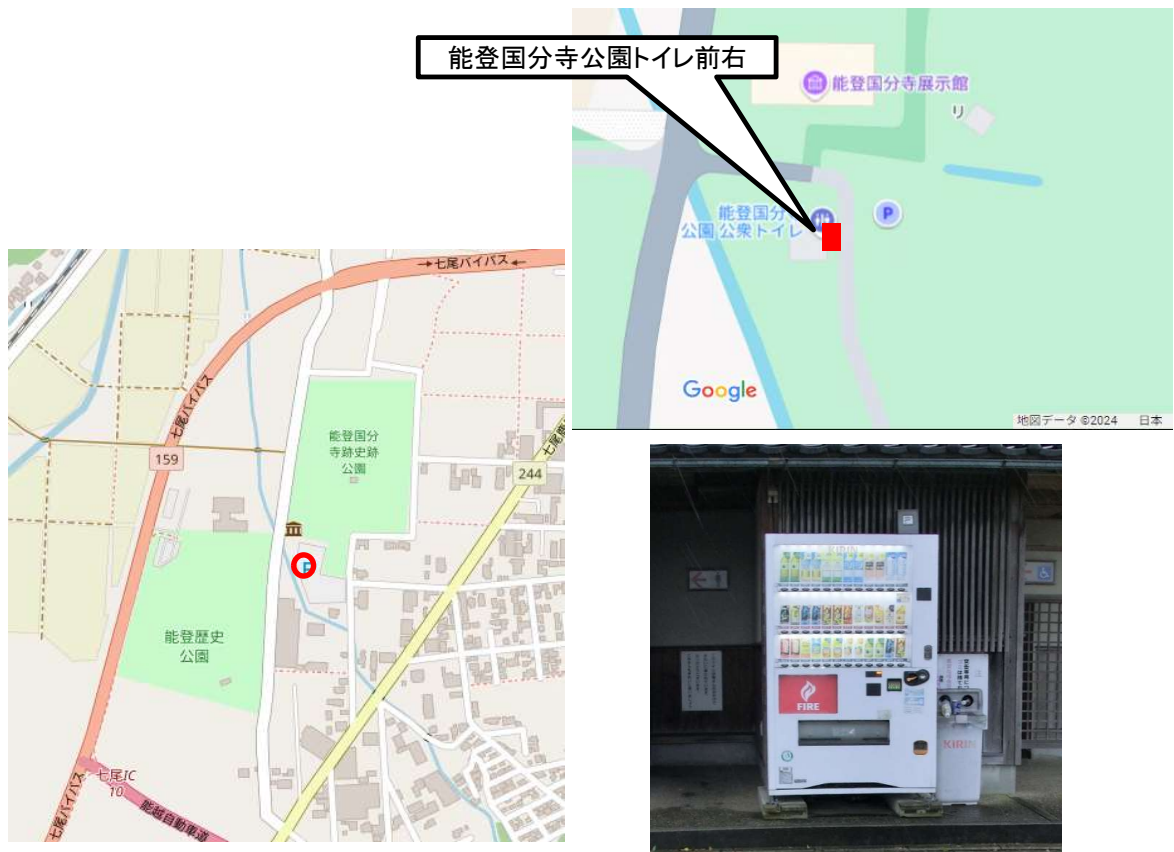 能登国分寺公園トイレ前右
能登国分寺展示館
リ
能登国分
公園 公衆トイレ
P
Google
地図データ ©2024 日本
→七尾バイパス←
七尾バイパス
159
能登国分
寺跡史跡
公園
244
P
能登歴史
公園
七尾IC
10
七尾バイパス
能越自動車道
KIRIN
FIRE
KIRIN